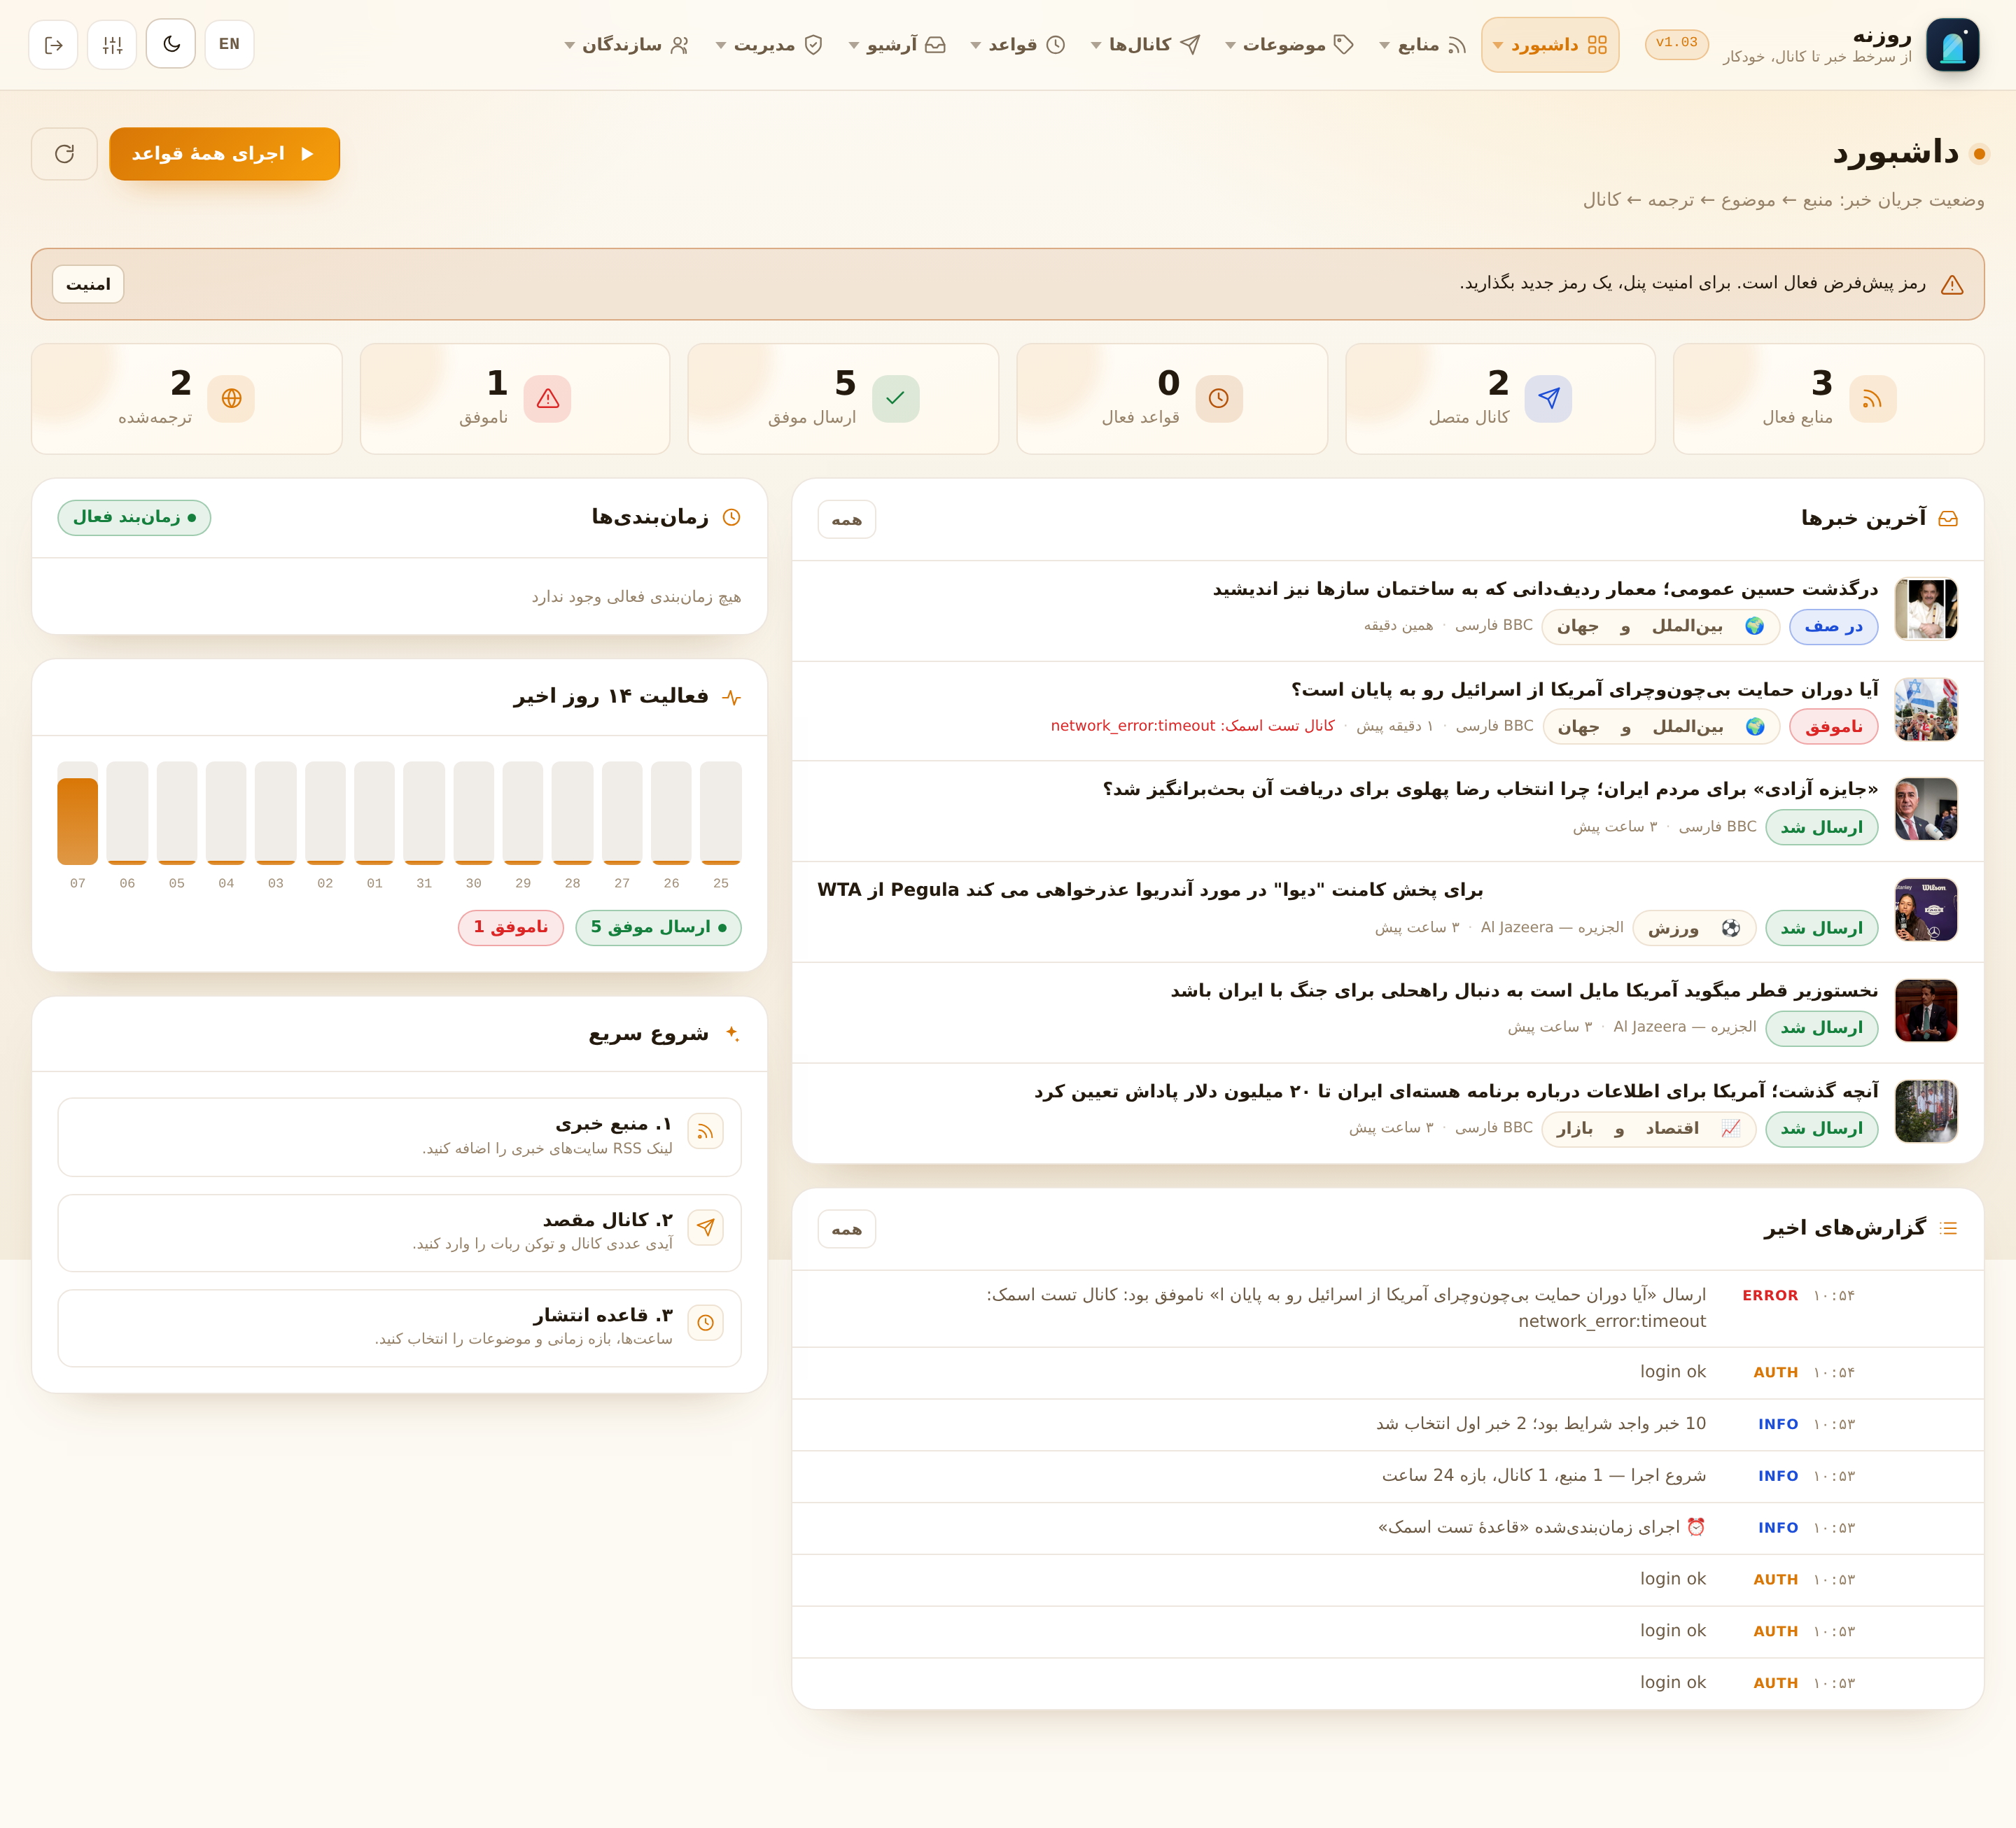 روزنه
از سرخط خبر تا کانال، خودکار
v1.03
داشبورد
منابع
موضوعات
کانال‌ها
قواعد
آرشیو
مدیریت
سازندگان
EN
داشبورد
وضعیت جریان خبر: منبع ← موضوع ← ترجمه ← کانال
اجرای همهٔ قواعد
رمز پیش‌فرض فعال است. برای امنیت پنل، یک رمز جدید بگذارید.
امنیت
3
منابع فعال
2
کانال متصل
0
قواعد فعال
5
ارسال موفق
1
ناموفق
2
ترجمه‌شده
آخرین خبرها
همه
درگذشت حسین عمومی؛ معمار ردیف‌دانی که به ساختمان سازها نیز اندیشید
در صف 🌍 بین‌الملل و جهان BBC فارسی · همین دقیقه
آیا دوران حمایت بی‌چون‌وچرای آمریکا از اسرائیل رو به پایان است؟
ناموفق 🌍 بین‌الملل و جهان BBC فارسی · ۱ دقیقه پیش · کانال تست اسمک: network_error:timeout
«جایزه آزادی» برای مردم ایران؛ چرا انتخاب رضا پهلوی برای دریافت آن بحث‌برانگیز شد؟
ارسال شد BBC فارسی · ۳ ساعت پیش
WTA از Pegula برای پخش کامنت "دیوا" در مورد آندریوا عذرخواهی می کند
ارسال شد ⚽ ورزش الجزیره — Al Jazeera · ۳ ساعت پیش
نخستوزیر قطر میگوید آمریکا مایل است به دنبال راهحلی برای جنگ با ایران باشد
ارسال شد الجزیره — Al Jazeera · ۳ ساعت پیش
آنچه گذشت؛ آمریکا برای اطلاعات درباره برنامه هسته‌ای ایران تا ۲۰ میلیون دلار پاداش تعیین کرد
ارسال شد 📈 اقتصاد و بازار BBC فارسی · ۳ ساعت پیش
گزارش‌های اخیر
همه
۱۰:۵۴ ERROR ارسال «آیا دوران حمایت بی‌چون‌وچرای آمریکا از اسرائیل رو به پایان ا» ناموفق بود: کانال تست اسمک:
network_error:timeout
۱۰:۵۴ AUTH login ok
۱۰:۵۳ INFO 10 خبر واجد شرایط بود؛ 2 خبر اول انتخاب شد
۱۰:۵۳ INFO شروع اجرا — 1 منبع، 1 کانال، بازه 24 ساعت
۱۰:۵۳ INFO ⏰ اجرای زمان‌بندی‌شده «قاعدهٔ تست اسمک»
۱۰:۵۳ AUTH login ok
۱۰:۵۳ AUTH login ok
۱۰:۵۳ AUTH login ok
زمان‌بندی‌ها
زمان‌بند فعال
هیچ زمان‌بندی فعالی وجود ندارد
فعالیت ۱۴ روز اخیر
25 26 27 28 29 30 31 01 02 03 04 05 06 07
ارسال موفق 5
ناموفق 1
شروع سریع
۱. منبع خبری
لینک RSS سایت‌های خبری را اضافه کنید.
۲. کانال مقصد
آیدی عددی کانال و توکن ربات را وارد کنید.
۳. قاعده انتشار
ساعت‌ها، بازه زمانی و موضوعات را انتخاب کنید.